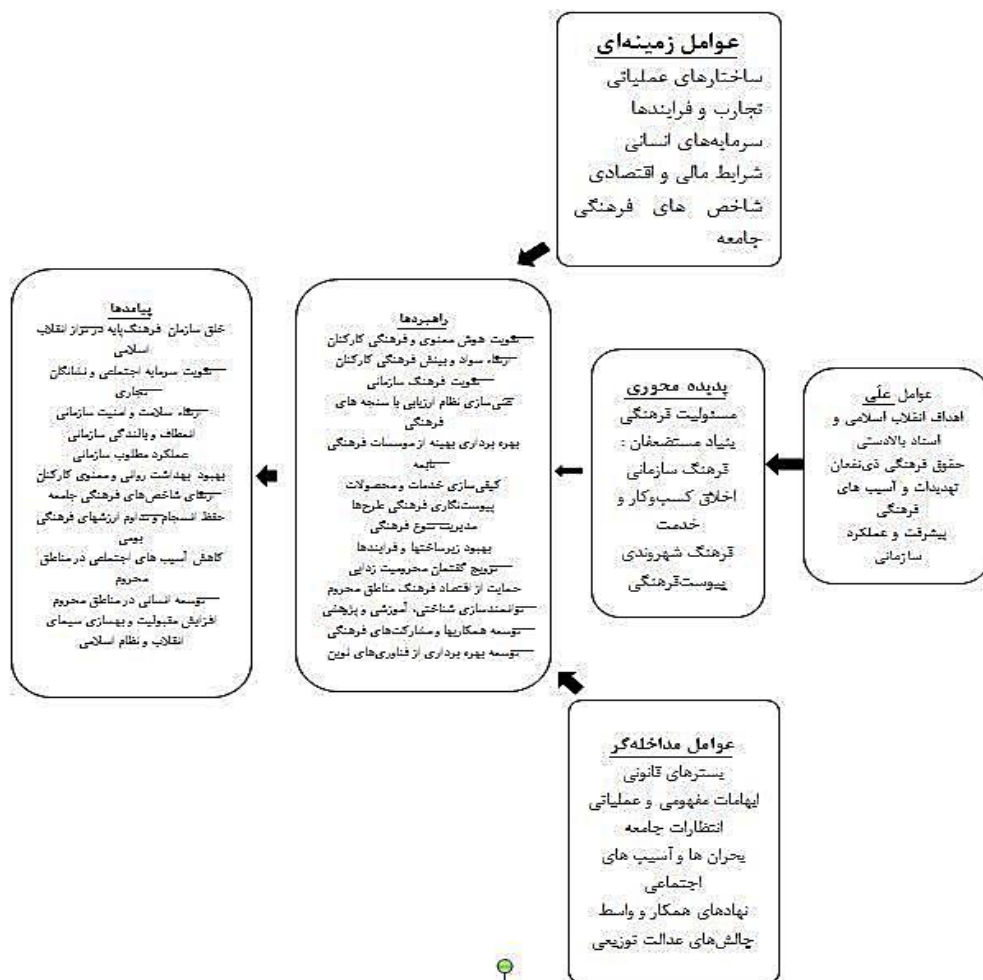 عوامل زمینه‌ای
ساختارهای عملیاتی
تجارب و فرایندها
سرمایه‌های انسانی
شرایط مالی و اقتصادی
شاخص های فرهنگی
جامعه
عوامل علّی
اهداف انقلاب اسلامی و
اسناد بالادستی
حقوق فرهنگی ذی‌نفعان
تهدیدات و آسیب های
فرهنگی
پیشرفت و عملکرد
سازمانی
پدیده محوری
مسئولیت فرهنگی
بنیاد مستضعفان :
فرهنگ سازمانی
اخلاق کسب‌وکار و
خدمت
فرهنگ شهروندی
پیوست‌فرهنگی
راهبردها
تقویت هوش معنوی و فرهنگی کارکنان
ارتقاء سواد و بینش فرهنگی کارکنان
تقویت فرهنگ سازمانی
غنی‌سازی نظام ارزیابی با سنجه های
فرهنگی
بهره برداری بهینه از موسسات فرهنگی
تابعه
کیفی‌سازی خدمات و محصولات
پیوست‌نگاری فرهنگی طرح‌ها
مدیریت تنوع فرهنگی
بهبود زیرساختها و فرایندها
ترویج گفتمان محرومیت زدایی
حمایت از اقتصاد فرهنگ مناطق محروم
توانمندسازی شناختی، آموزشی و پژوهشی
توسعه همکاریها و مشارکت‌های فرهنگی
توسعه بهره برداری از فناوری‌های نوین
پیامدها
خلق سازمان فرهنگ‌پایه در تراز انقلاب
اسلامی
تقویت سرمایه اجتماعی و نشانگان
تجاری
ارتقاء سلامت و امنیت سازمانی
انعطاف و بالندگی سازمانی
عملکرد مطلوب سازمانی
بهبود بهداشت روانی و معنوی کارکنان
ارتقای شاخص‌های فرهنگی جامعه
حفظ انسجام و تداوم ارزشهای فرهنگی
بومی
کاهش آسیب های اجتماعی در مناطق
محروم
توسعه انسانی در مناطق محروم
افزایش مقبولیت و بهسازی سیمای
انقلاب و نظام اسلامی
عوامل مداخله‌گر
بسترهای قانونی
ابهامات مفهومی و عملیاتی
انتظارات جامعه
بحران ها و آسیب های
اجتماعی
نهادهای همکار و واسط
چالش‌های عدالت توزیعی